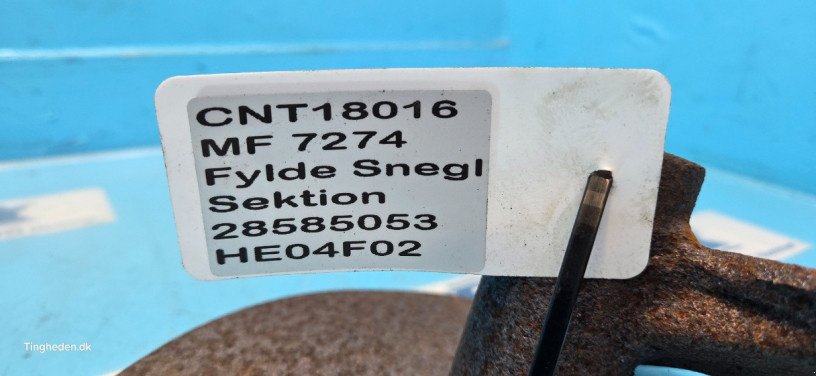 CNT18016
MF 7274
Fylde Snegl
Sektion
28585053
HE04F02
Tingheden.dk